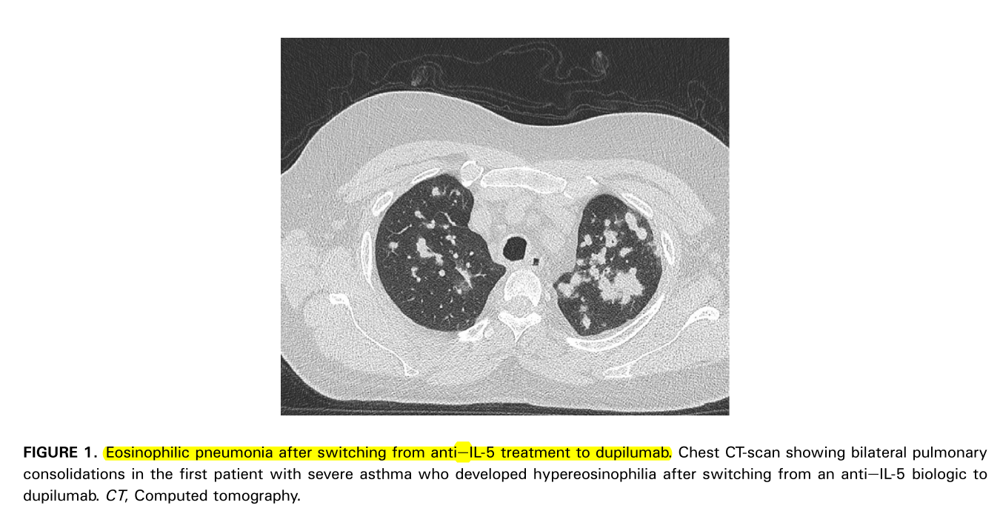 FIGURE 1. Eosinophilic pneumonia after switching from anti–IL-5 treatment to dupilumab. Chest CT-scan showing bilateral pulmonary
consolidations in the first patient with severe asthma who developed hypereosinophilia after switching from an anti–IL-5 biologic to
dupilumab. CT, Computed tomography.